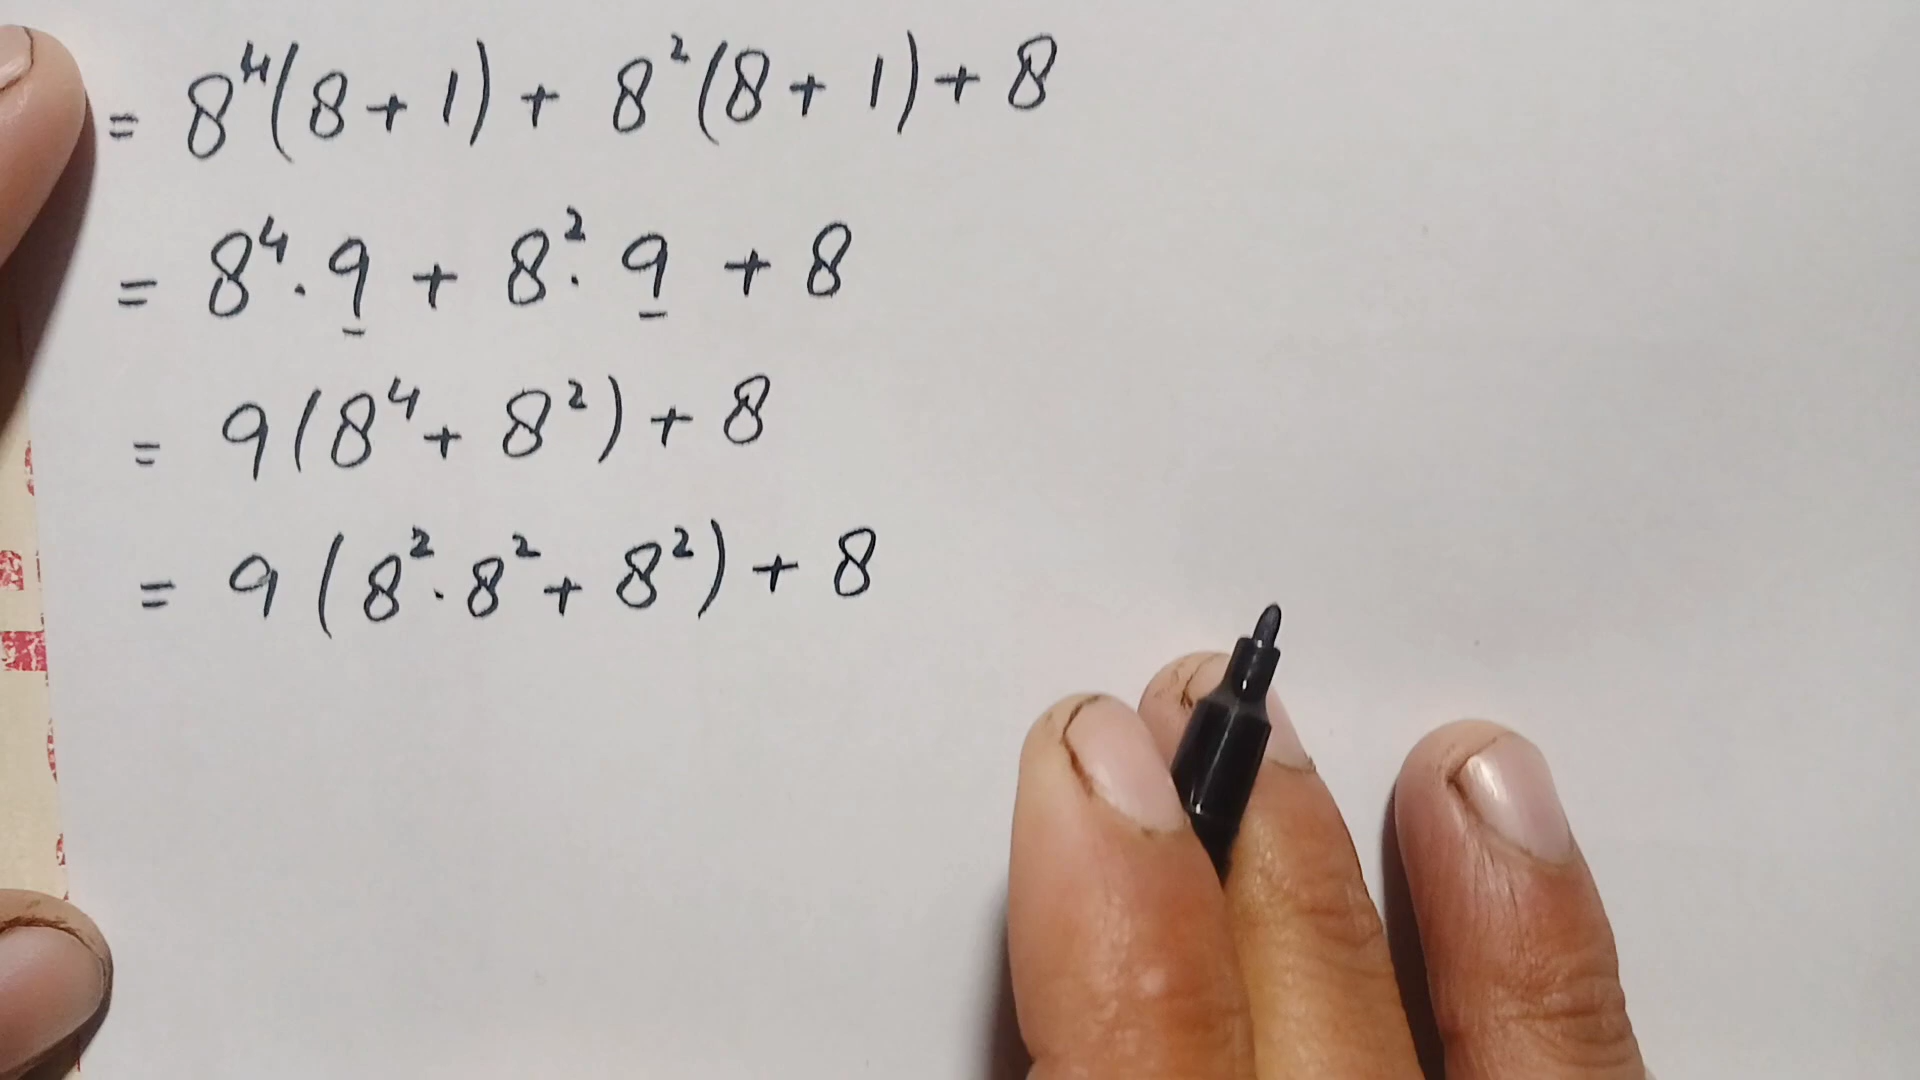 = 8⁴(8+1) + 8²(8+1) + 8
= 8⁴.9 + 8².9 + 8
= 9(8⁴+ 8²) + 8
= 9(8².8²+ 8²) + 8